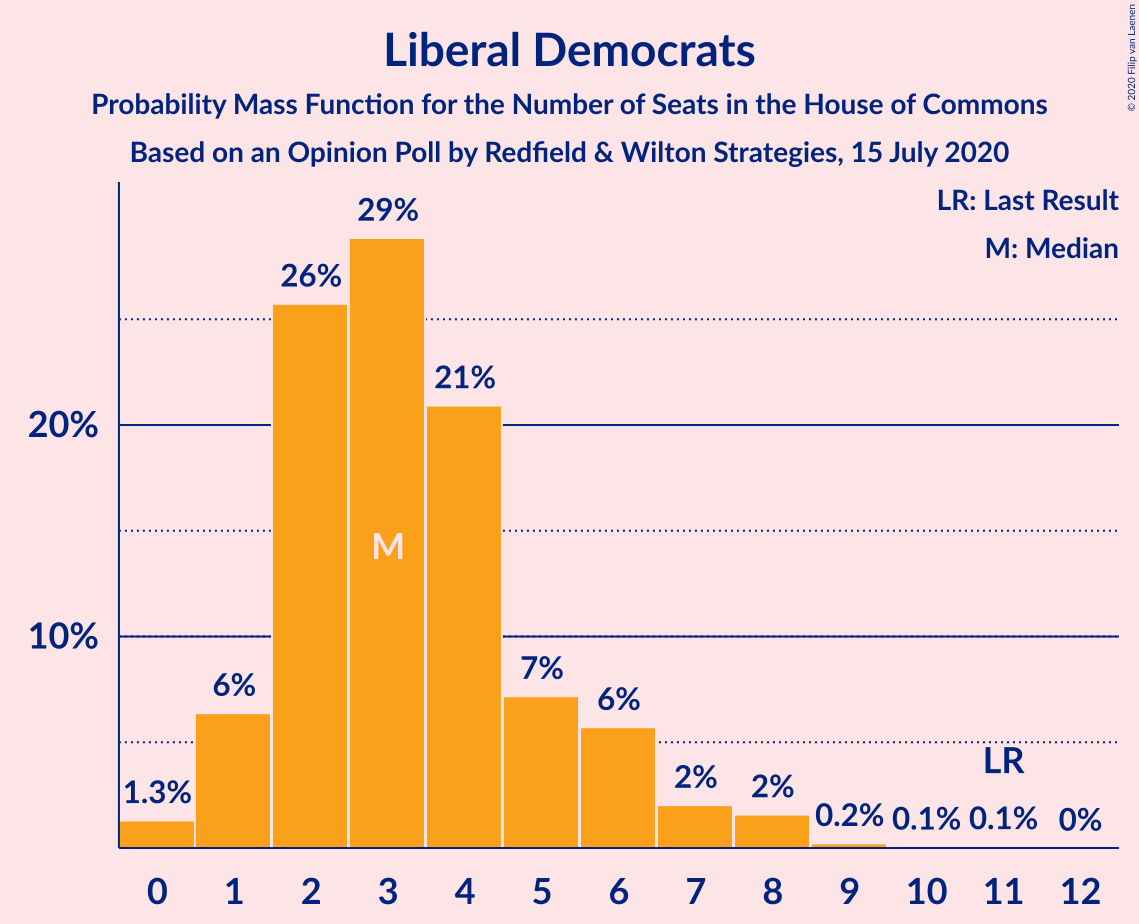 Liberal Democrats
Probability Mass Function for the Number of Seats in the House of Commons
Based on an Opinion Poll by Redfield & Wilton Strategies, 15 July 2020
© 2020 Filip van Laenen
LR: Last Result
M: Median
29%
26%
21%
20%
M
10%
7%
6%
6%
LR
2%
2%
1.3%
0.2%
0.1%
0.1%
0%
0 1 2 3 4 5 6 7 8 9 10 11 12